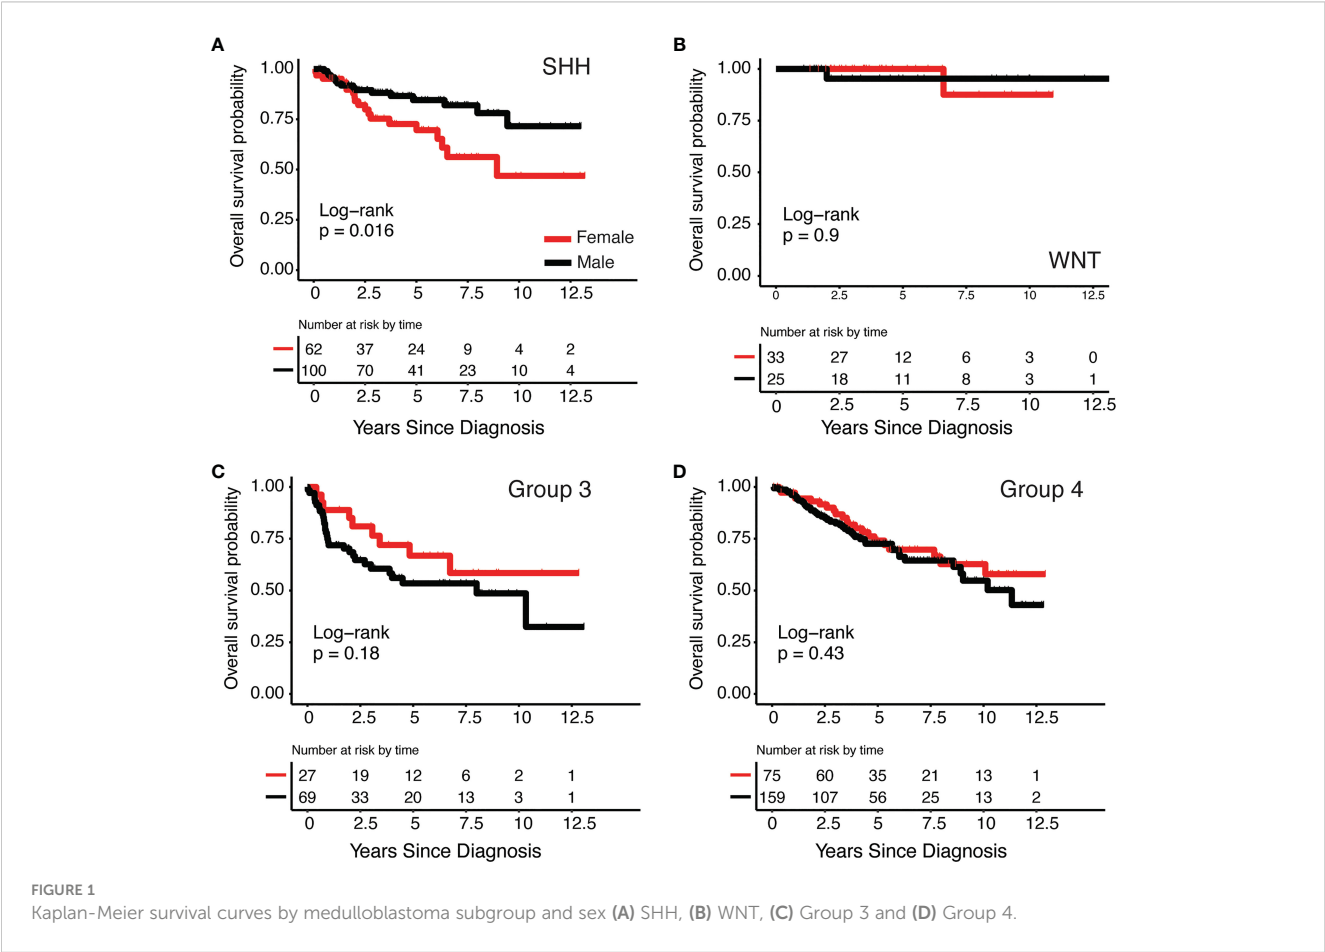 A
SHH
Overall survival probability
1.00
0.75
0.50
0.25
0.00
Log−rank
p = 0.016
Female
Male
0 2.5 5 7.5 10 12.5
Number at risk by time
62 37 24 9 4 2
100 70 41 23 10 4
0 2.5 5 7.5 10 12.5
Years Since Diagnosis
B
Overall survival probability
1.00
0.75
0.50
0.25
0.00
Log−rank
p = 0.9
WNT
0 2.5 5 7.5 10 12.5
Number at risk by time
33 27 12 6 3 0
25 18 11 8 3 1
0 2.5 5 7.5 10 12.5
Years Since Diagnosis
C
Group 3
Overall survival probability
1.00
0.75
0.50
0.25
0.00
Log−rank
p = 0.18
0 2.5 5 7.5 10 12.5
Number at risk by time
27 19 12 6 2 1
69 33 20 13 3 1
0 2.5 5 7.5 10 12.5
Years Since Diagnosis
D
Group 4
Overall survival probability
1.00
0.75
0.50
0.25
0.00
Log−rank
p = 0.43
0 2.5 5 7.5 10 12.5
Number at risk by time
75 60 35 21 13 1
159 107 56 25 13 2
0 2.5 5 7.5 10 12.5
Years Since Diagnosis
FIGURE 1
Kaplan-Meier survival curves by medulloblastoma subgroup and sex (A) SHH, (B) WNT, (C) Group 3 and (D) Group 4.